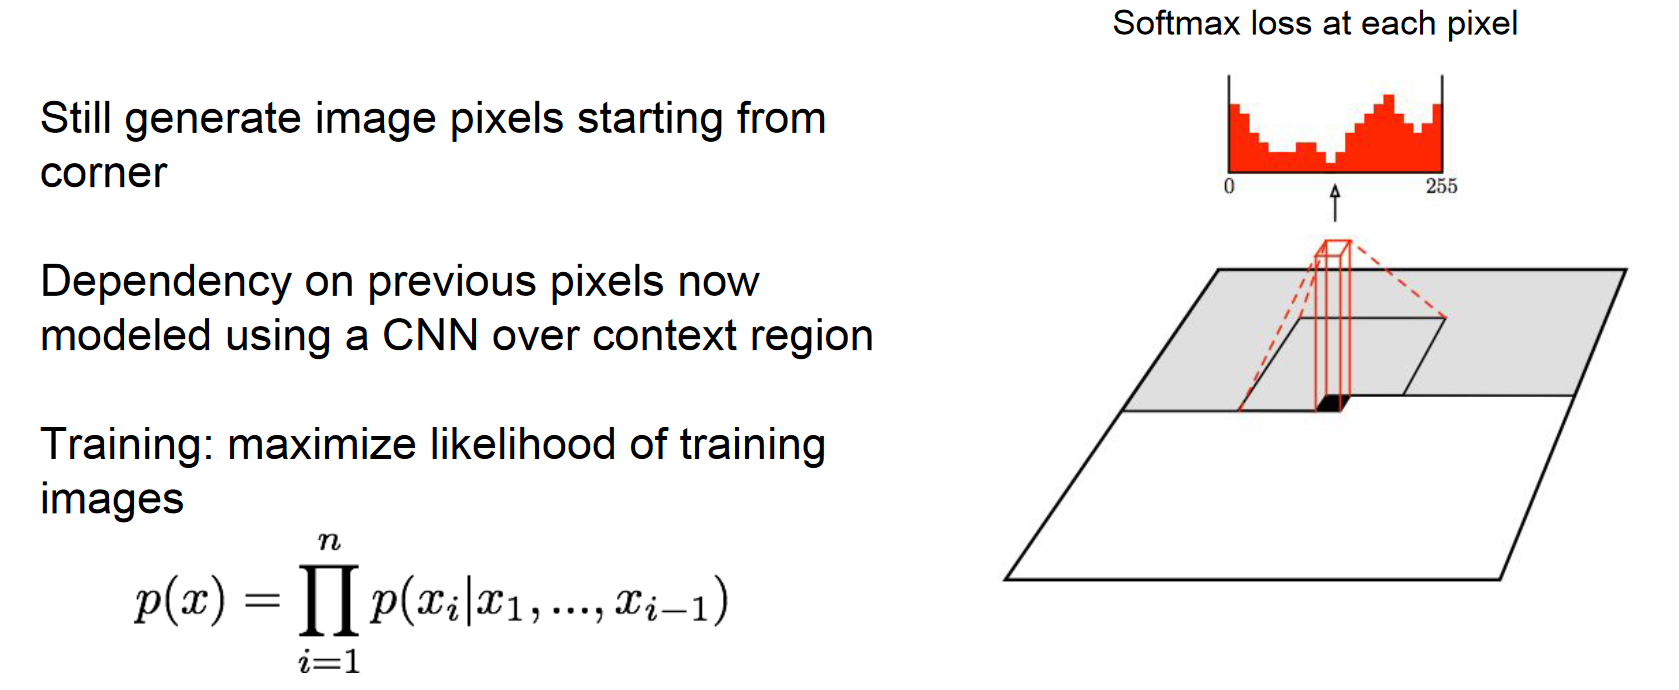 Softmax loss at each pixel
Still generate image pixels starting from
corner
0
255
Dependency on previous pixels now
modeled using a CNN over context region
Training: maximize likelihood of training
images
p(x) = ∏_{i=1}^{n} p(x_i|x_1, ..., x_{i−1})